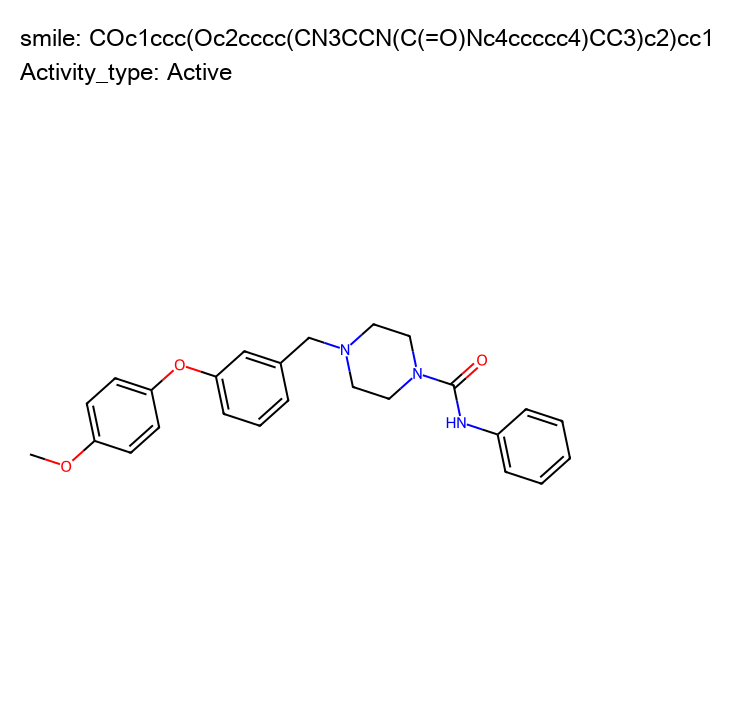 smile: COc1ccc(Oc2cccc(CN3CCN(C(=O)Nc4ccccc4)CC3)c2)cc1
Activity_type: Active
O
O
N
N
O
HN